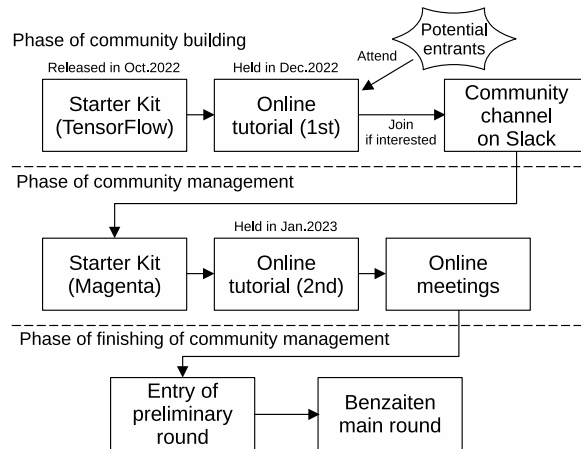 Phase of community building
Potential
entrants
Attend
Released in Oct.2022
Held in Dec.2022
Starter Kit
(TensorFlow)
Online
tutorial (1st)
Join
if interested
Community
channel
on Slack
Phase of community management
Held in Jan.2023
Starter Kit
(Magenta)
Online
tutorial (2nd)
Online
meetings
Phase of finishing of community management
Entry of
preliminary
round
Benzaiten
main round